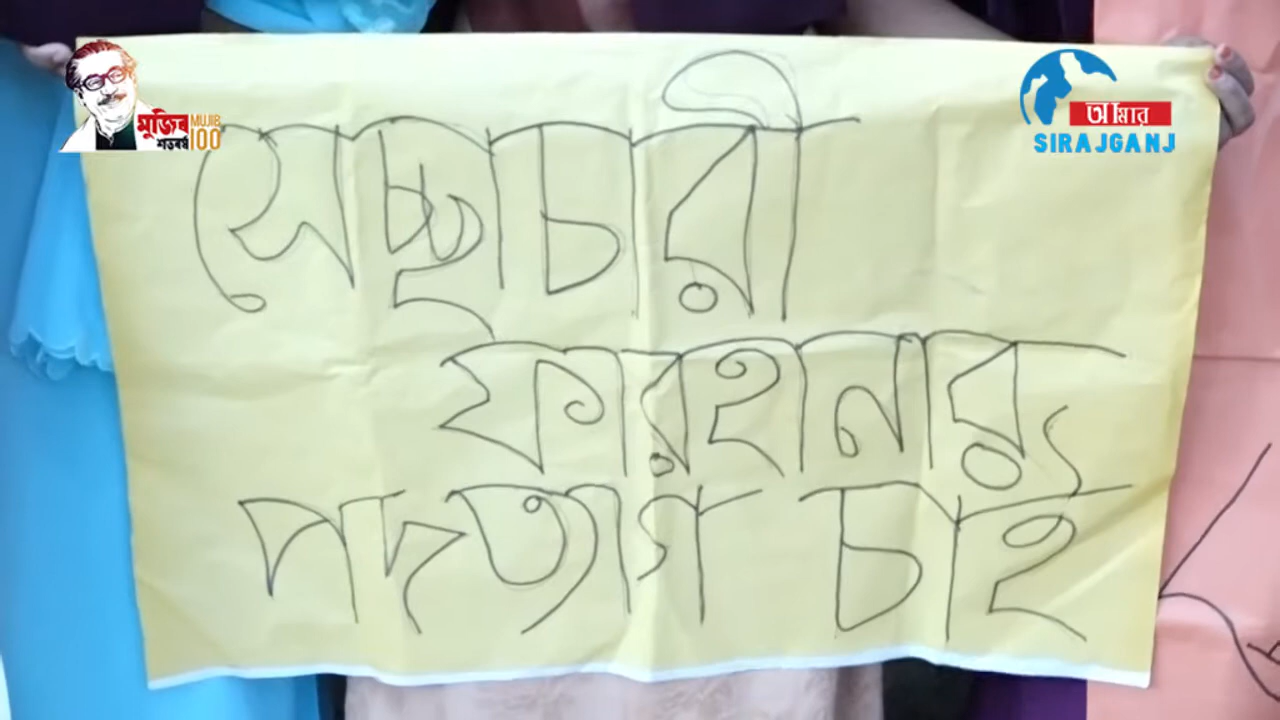 মুজিব MUJIB
শতবর্ষ 100
আমার
SIRAJGANJ
সেচ্ছাচারী
ফারহানার
পদত্যাগ চাই